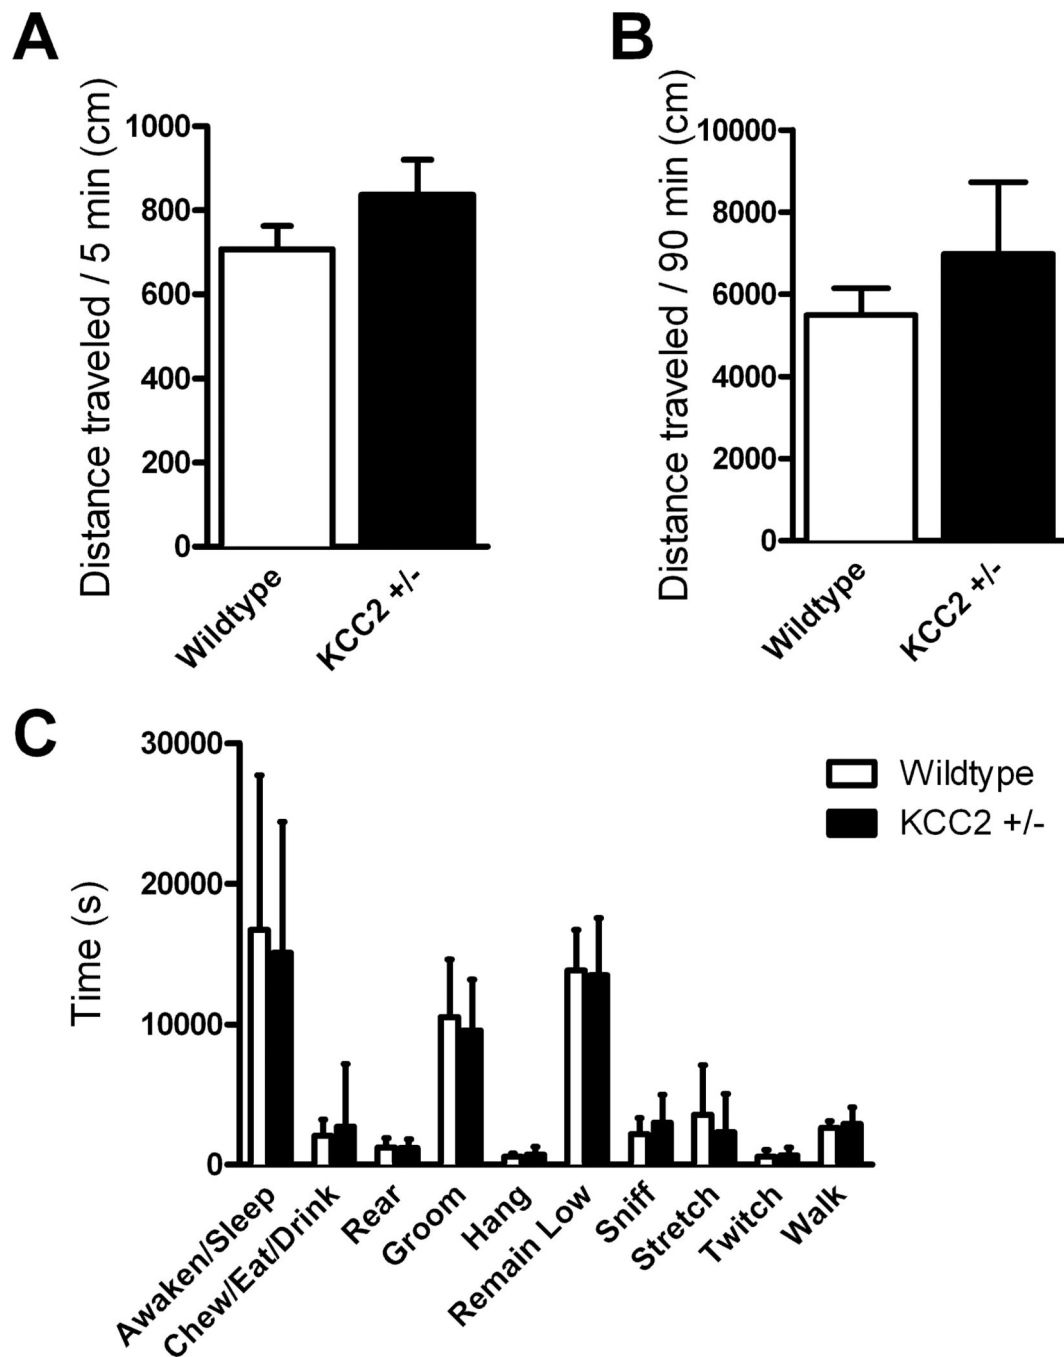 A
Distance traveled / 5 min (cm)
1000
800
600
400
200
0
Wildtype
KCC2 +/-
B
Distance traveled / 90 min (cm)
10000
8000
6000
4000
2000
0
Wildtype
KCC2 +/-
C
Time (s)
30000
20000
10000
0
Awaken/Sleep
Chew/Eat/Drink
Rear
Groom
Hang
Remain Low
Sniff
Stretch
Twitch
Walk
Wildtype
KCC2 +/-